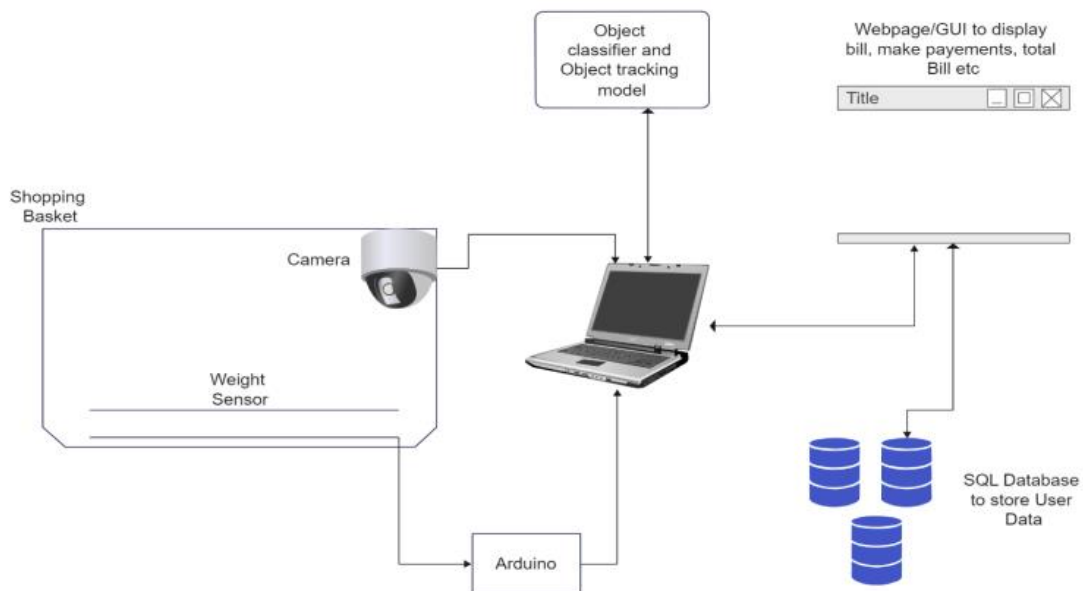 Object
classifier and
Object tracking
model
Webpage/GUI to display
bill, make payements, total
Bill etc
Title
Shopping
Basket
Camera
Weight
Sensor
SQL Database
to store User
Data
Arduino